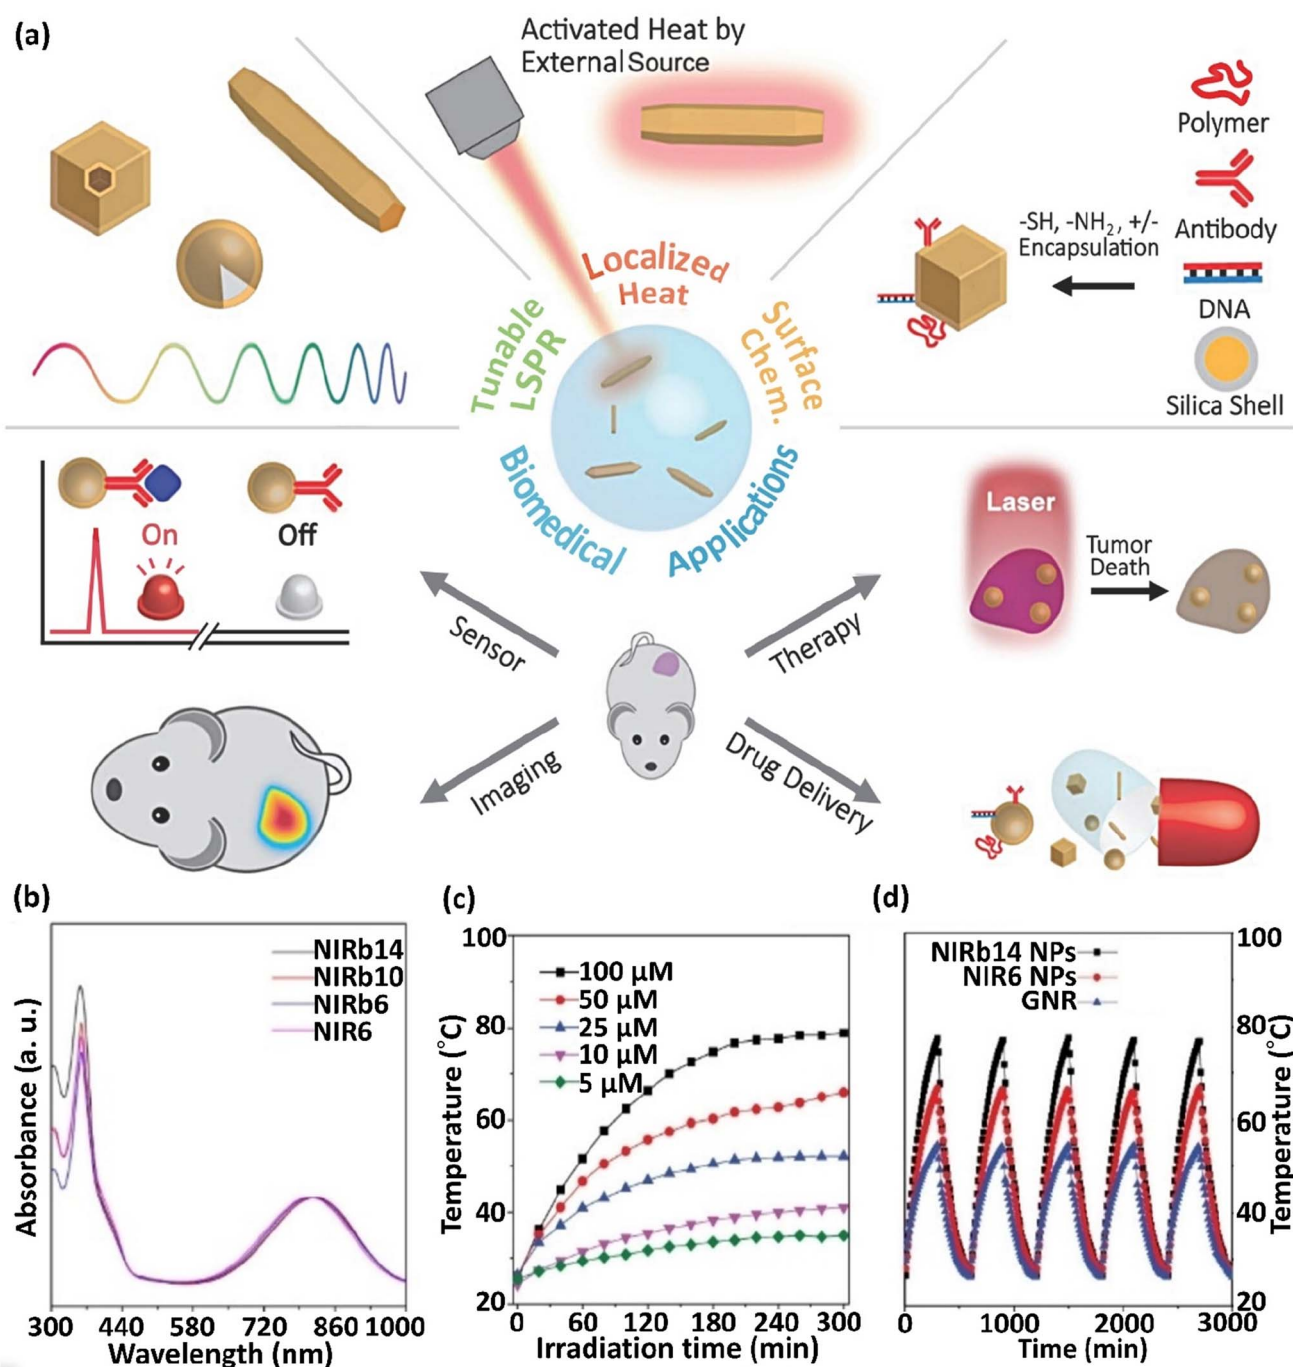 (a)
Activated Heat by
External Source
Polymer
Antibody
-SH, -NH₂, +/-
Encapsulation
DNA
Silica Shell
Localized
Heat
Tunable
LSPR
Surface
Chem.
Biomedical
Applications
On
Off
Laser
Tumor
Death
Sensor
Therapy
Imaging
Drug Delivery
(b)
NIRb14
NIRb10
NIRb6
NIR6
Absorbance (a. u.)
300 440 580 720 860 1000
Wavelength (nm)
(c)
100
80
60
40
20
100 µM
50 µM
25 µM
10 µM
5 µM
Temperature (°C)
0 60 120 180 240 300
Irradiation time (min)
(d)
NIRb14 NPs
NIR6 NPs
GNR
100
80
60
40
20
Temperature (°C)
0 1000 2000 3000
Time (min)